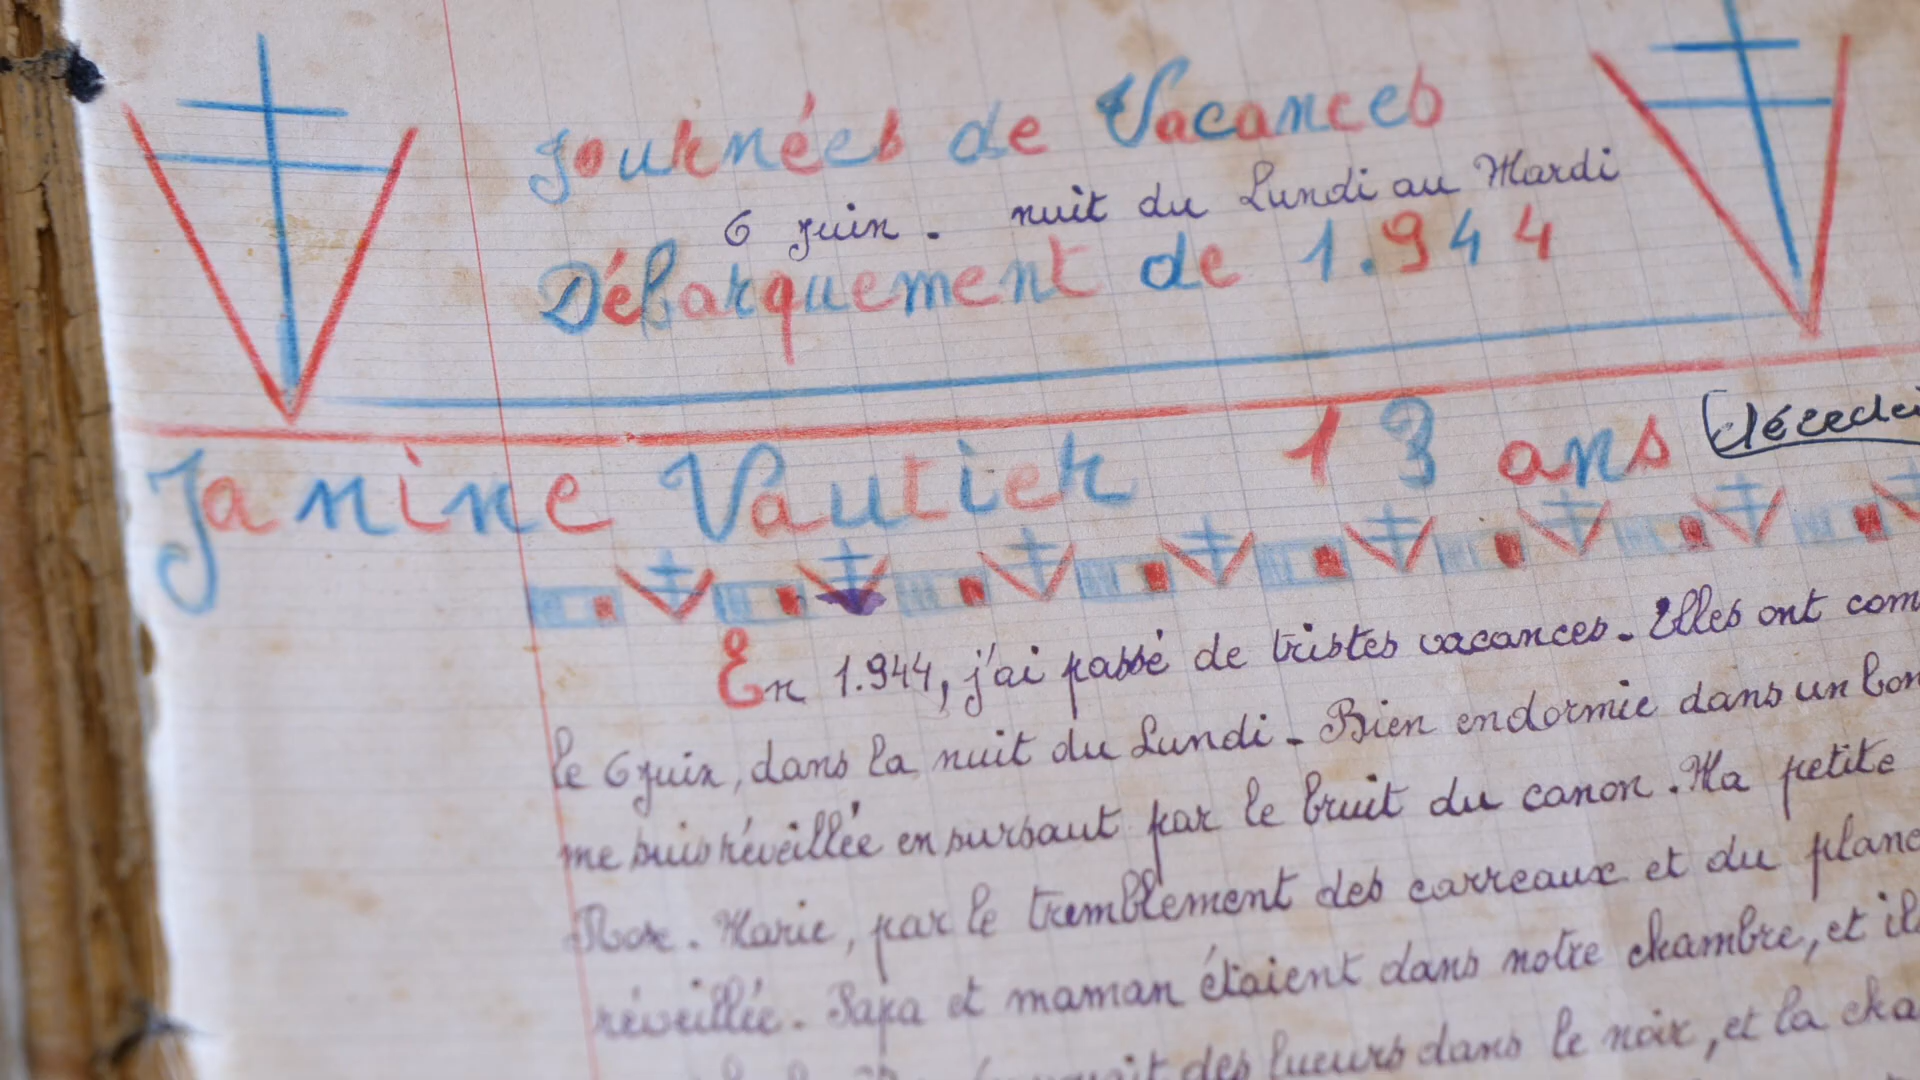 Journées de Vacances
6 juin - nuit du Lundi au Mardi
Débarquement de 1.944
Janine Vautier 13 ans
En 1.944, j'ai passé de tristes vacances - Elles ont com
le 6 juin, dans la nuit du Lundi - Bien endormie dans un bon
me suis réveillée en sursaut par le bruit du canon. Ma petite
Marie, par le tremblement des carreaux et du planc
réveillée. Papa et maman étaient dans notre chambre, et ils
des lueurs dans le noir, et la cha